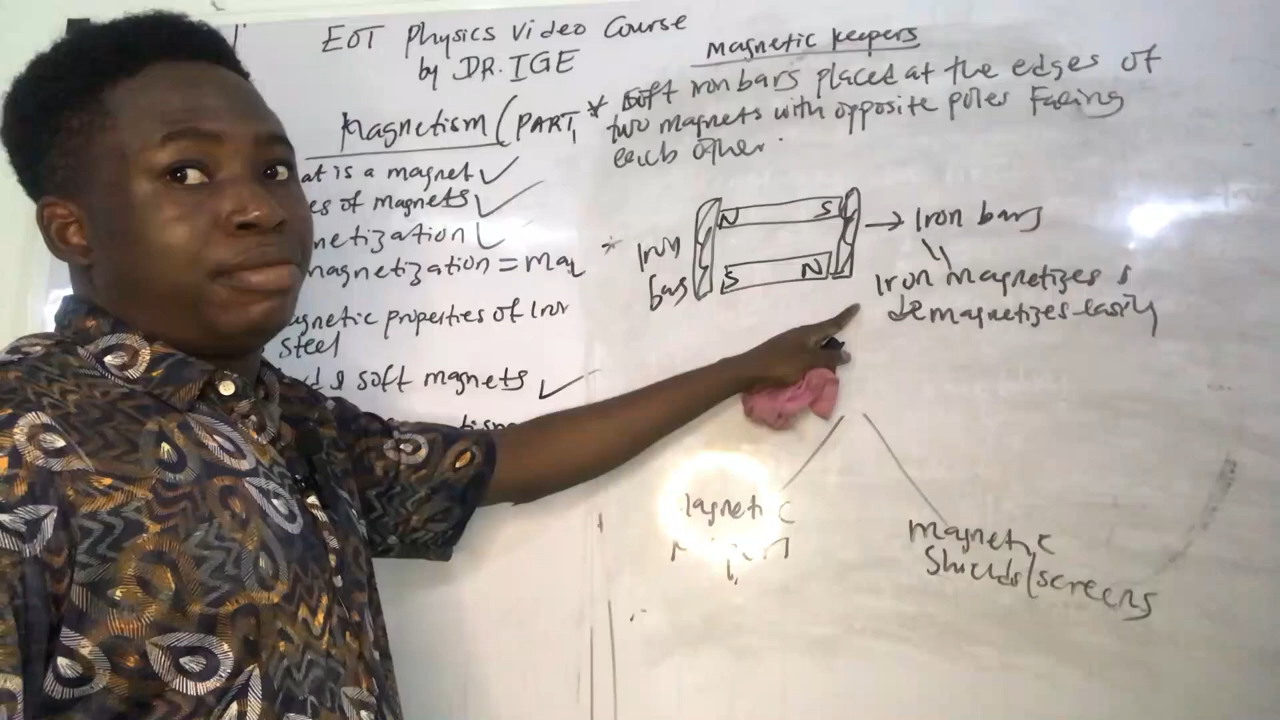 EOT Physics Video Course
by DR. IGE
Magnetism (PART
at is a magnet ✓
es of magnets ✓
netization ✓
magnetization = mag
gnetic properties of Iron
steel
d & soft magnets ✓
Magnetic keepers
* soft iron bars placed at the edges of
two magnets with opposite poles Facing
each other.
N S
S N
Iron
bars
→ Iron bars
Iron magnetizes &
demagnetizes easily
agnetic
magnetic
Shields/screens